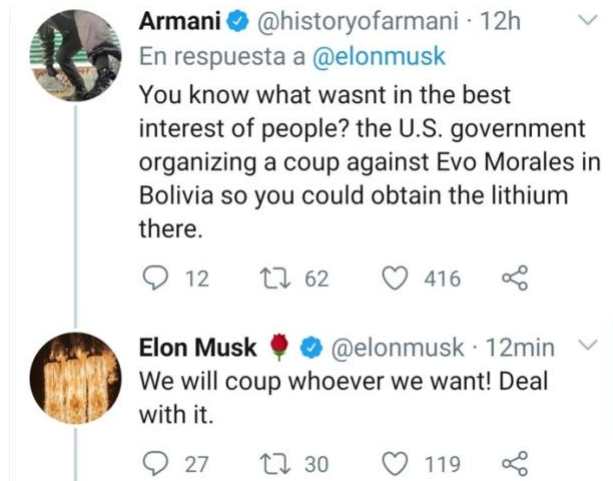 Armani @historyofarmani · 12h
En respuesta a @elonmusk
You know what wasnt in the best
interest of people? the U.S. government
organizing a coup against Evo Morales in
Bolivia so you could obtain the lithium
there.
12 62 416
Elon Musk 🌹 @elonmusk · 12min
We will coup whoever we want! Deal
with it.
27 30 119